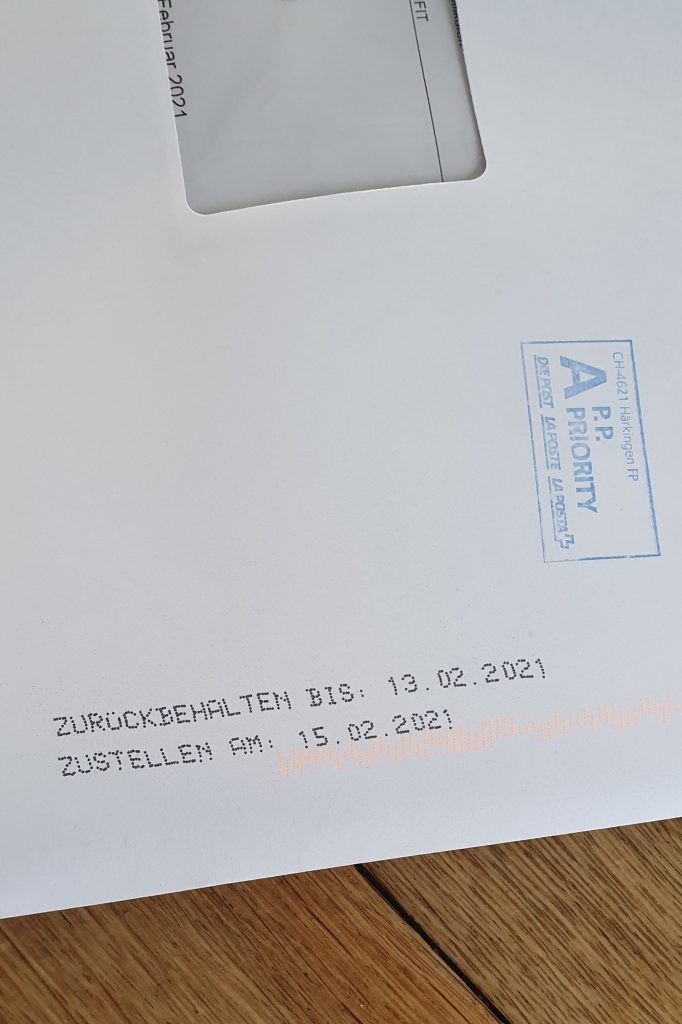 Februar 2021
FIT
CH-4621 Härkingen FP
P.P.
A PRIORITY
DIE POST LA POSTE LA POSTA
ZURÜCKBEHALTEN BIS: 13.02.2021
ZUSTELLEN AM: 15.02.2021